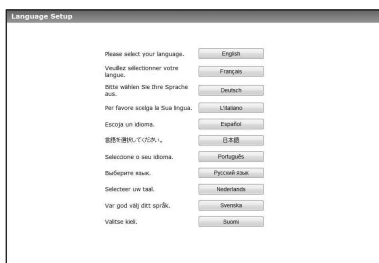 Language Setup
Please select your language. English
Veuillez sélectionner votre
langue. Français
Bitte wählen Sie Ihre Sprache
aus. Deutsch
Per favore scelga la Sua lingua. L'italiano
Escoja un idioma. Español
言語を選択してください。 日本語
Seleccione o seu idioma. Português
Выберите язык. Русский язык
Selecteer uw taal. Nederlands
Var god välj ditt språk. Svenska
Valitse kieli. Suomi